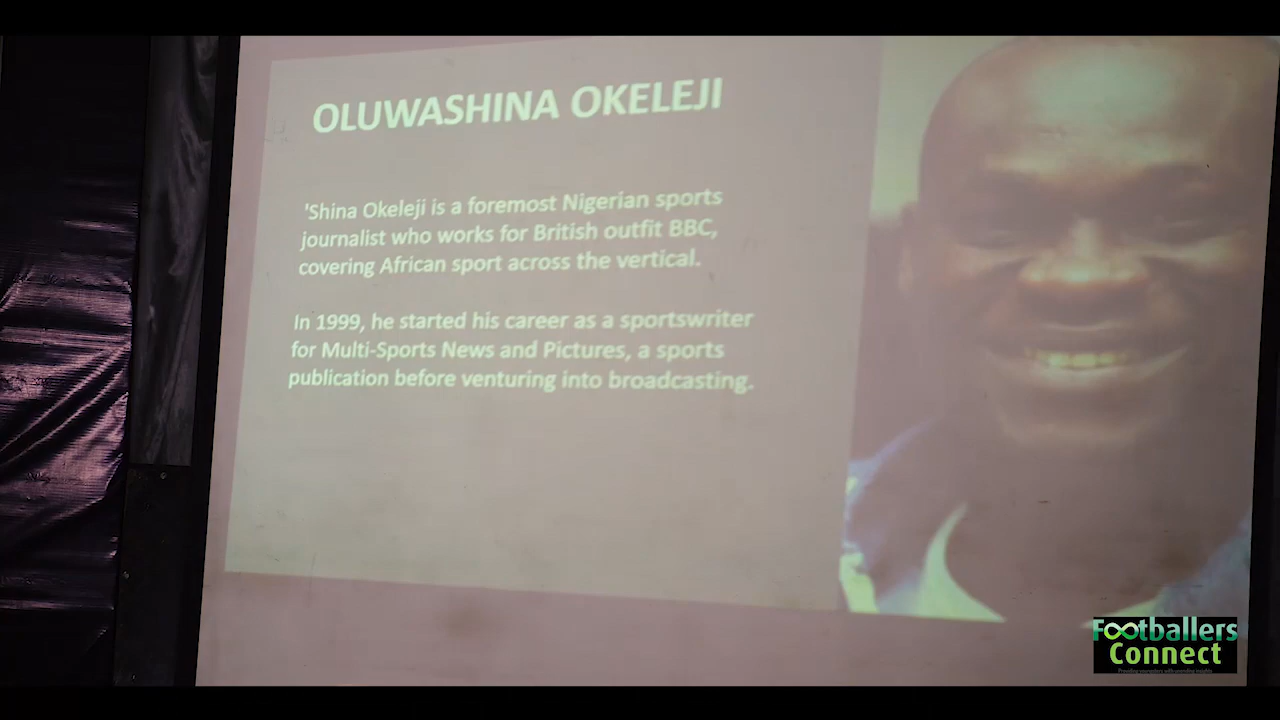 OLUWASHINA OKELEJI
'Shina Okeleji is a foremost Nigerian sports
journalist who works for British outfit BBC,
covering African sport across the vertical.
In 1999, he started his career as a sportswriter
for Multi-Sports News and Pictures, a sports
publication before venturing into broadcasting.
Footballers
Connect